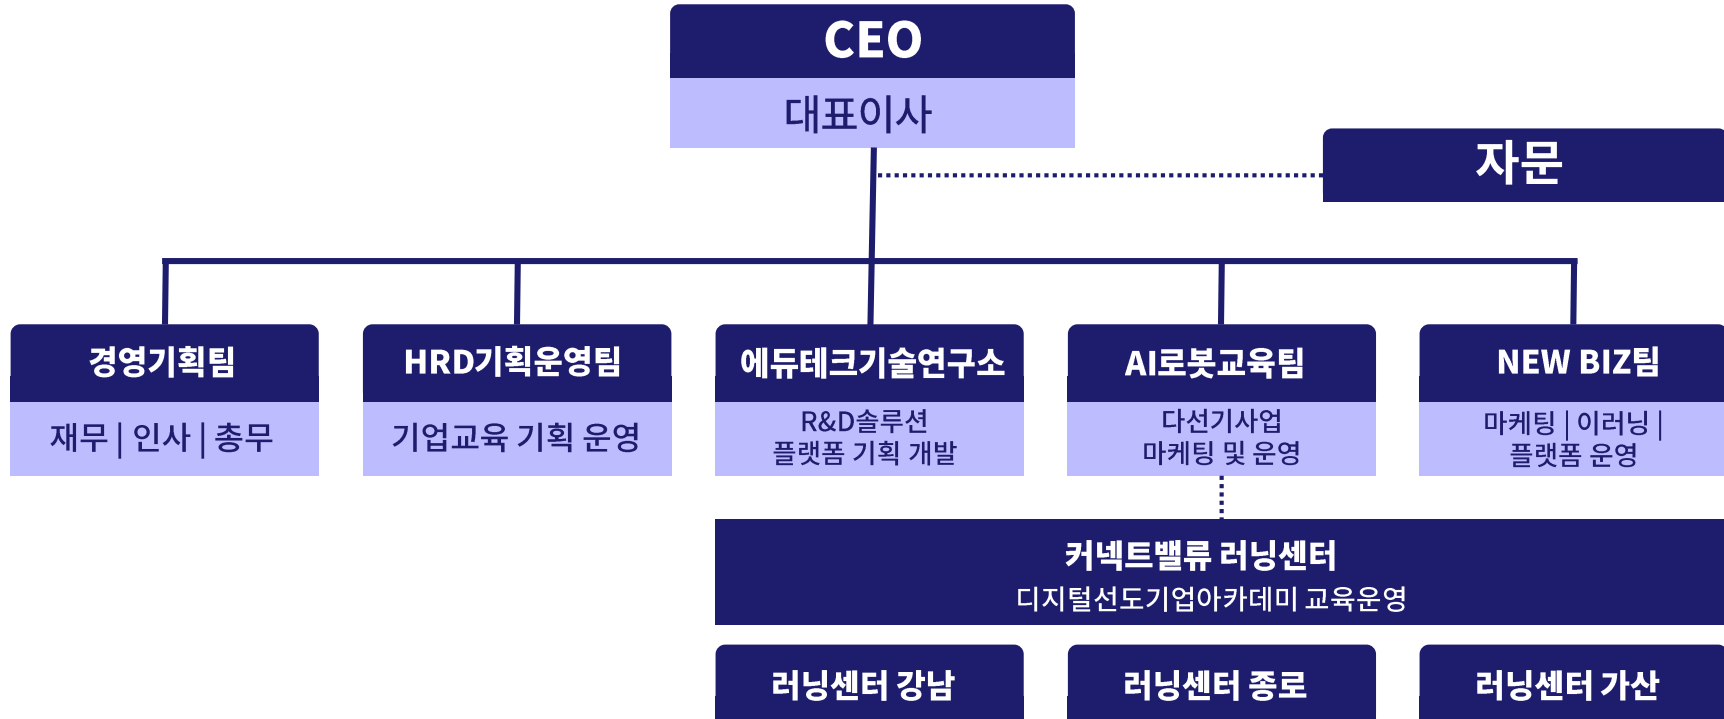 CEO
대표이사
자문
경영기획팀
재무 | 인사 | 총무
HRD기획운영팀
기업교육 기획 운영
에듀테크기술연구소
R&D솔루션
플랫폼 기획 개발
AI로봇교육팀
다선기사업
마케팅 및 운영
NEW BIZ팀
마케팅 | 이러닝 |
플랫폼 운영
커넥트밸류 러닝센터
디지털선도기업아카데미 교육운영
러닝센터 강남
러닝센터 종로
러닝센터 가산